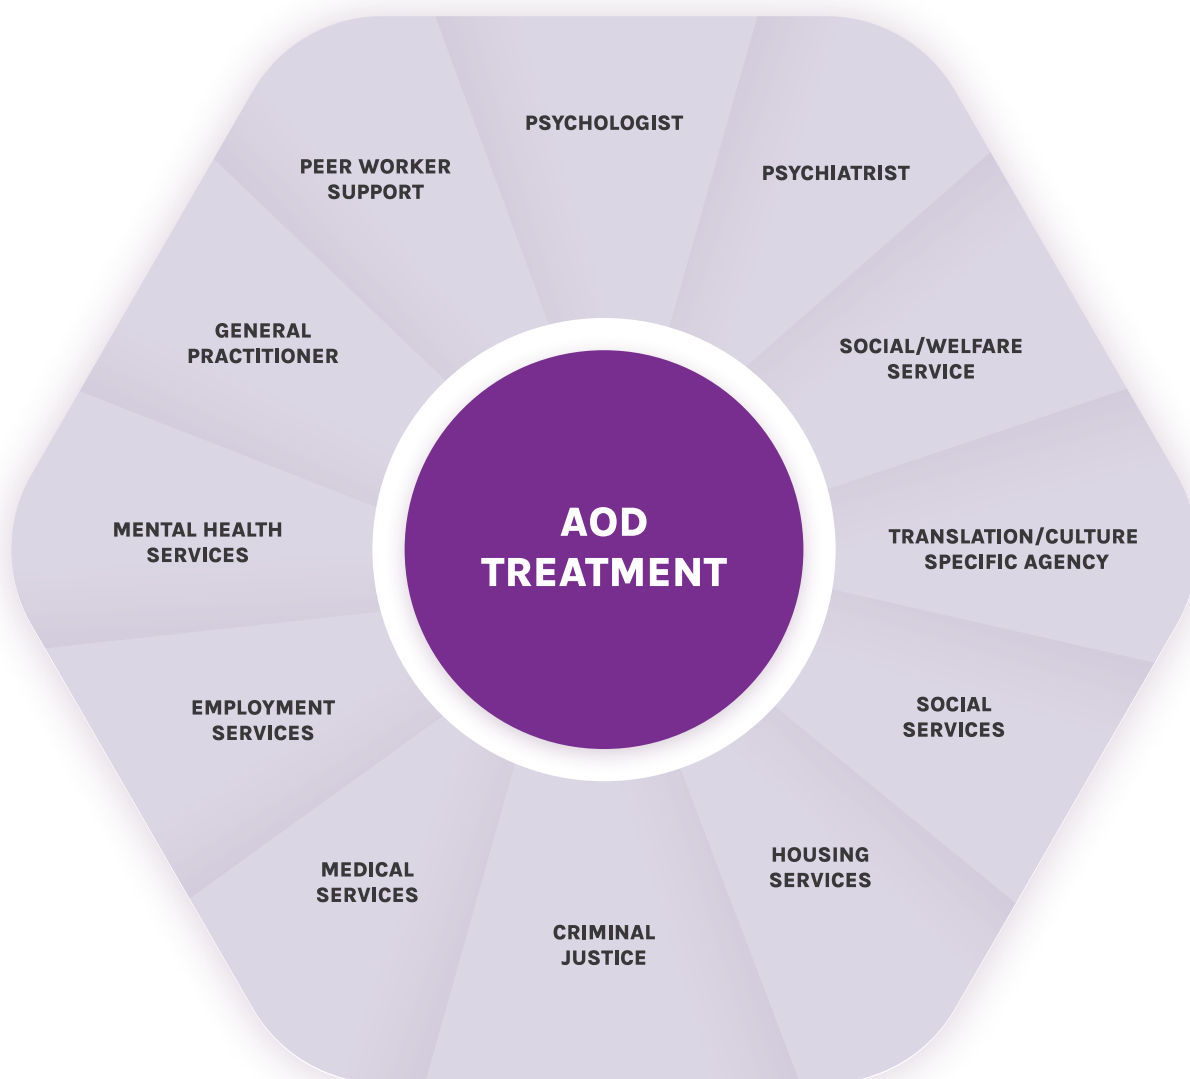 PSYCHOLOGIST
PEER WORKER
SUPPORT
PSYCHIATRIST
GENERAL
PRACTITIONER
SOCIAL/WELFARE
SERVICE
MENTAL HEALTH
SERVICES
AOD
TREATMENT
TRANSLATION/CULTURE
SPECIFIC AGENCY
EMPLOYMENT
SERVICES
SOCIAL
SERVICES
MEDICAL
SERVICES
HOUSING
SERVICES
CRIMINAL
JUSTICE